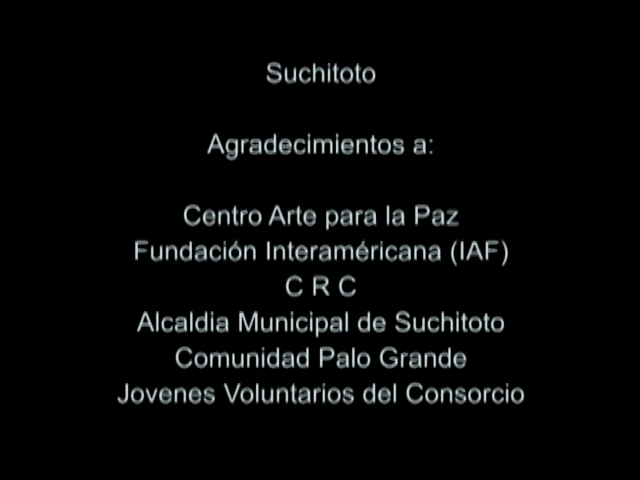 Suchitoto
Agradecimientos a:
Centro Arte para la Paz
Fundación Interaméricana (IAF)
C R C
Alcaldia Municipal de Suchitoto
Comunidad Palo Grande
Jovenes Voluntarios del Consorcio